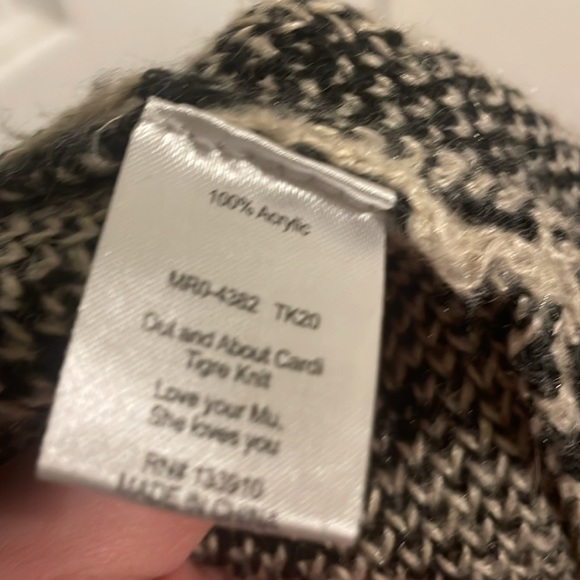 100% Acrylic
MR0-4382 TK20
Out and About Cardi
Tigre Knit
Love your Mu,
She loves you
RN# 133910
MADE IN CHINA